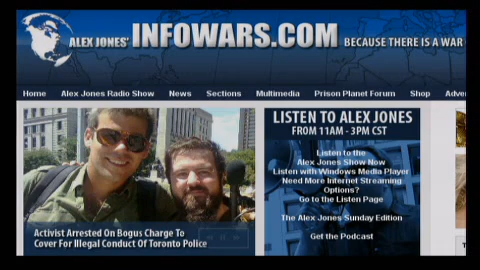 ALEX JONES' INFOWARS.COM BECAUSE THERE IS A WAR
Home Alex Jones Radio Show News Sections Multimedia Prison Planet Forum Shop
Activist Arrested On Bogus Charge To
Cover For Illegal Conduct Of Toronto Police
LISTEN TO ALEX JONES
FROM 11AM - 3PM CST
Listen to the
Alex Jones Show Now
Listen with Windows Media Player
Need More Internet Streaming
Options?
Go to the Listen Page
The Alex Jones Sunday Edition
Get the Podcast